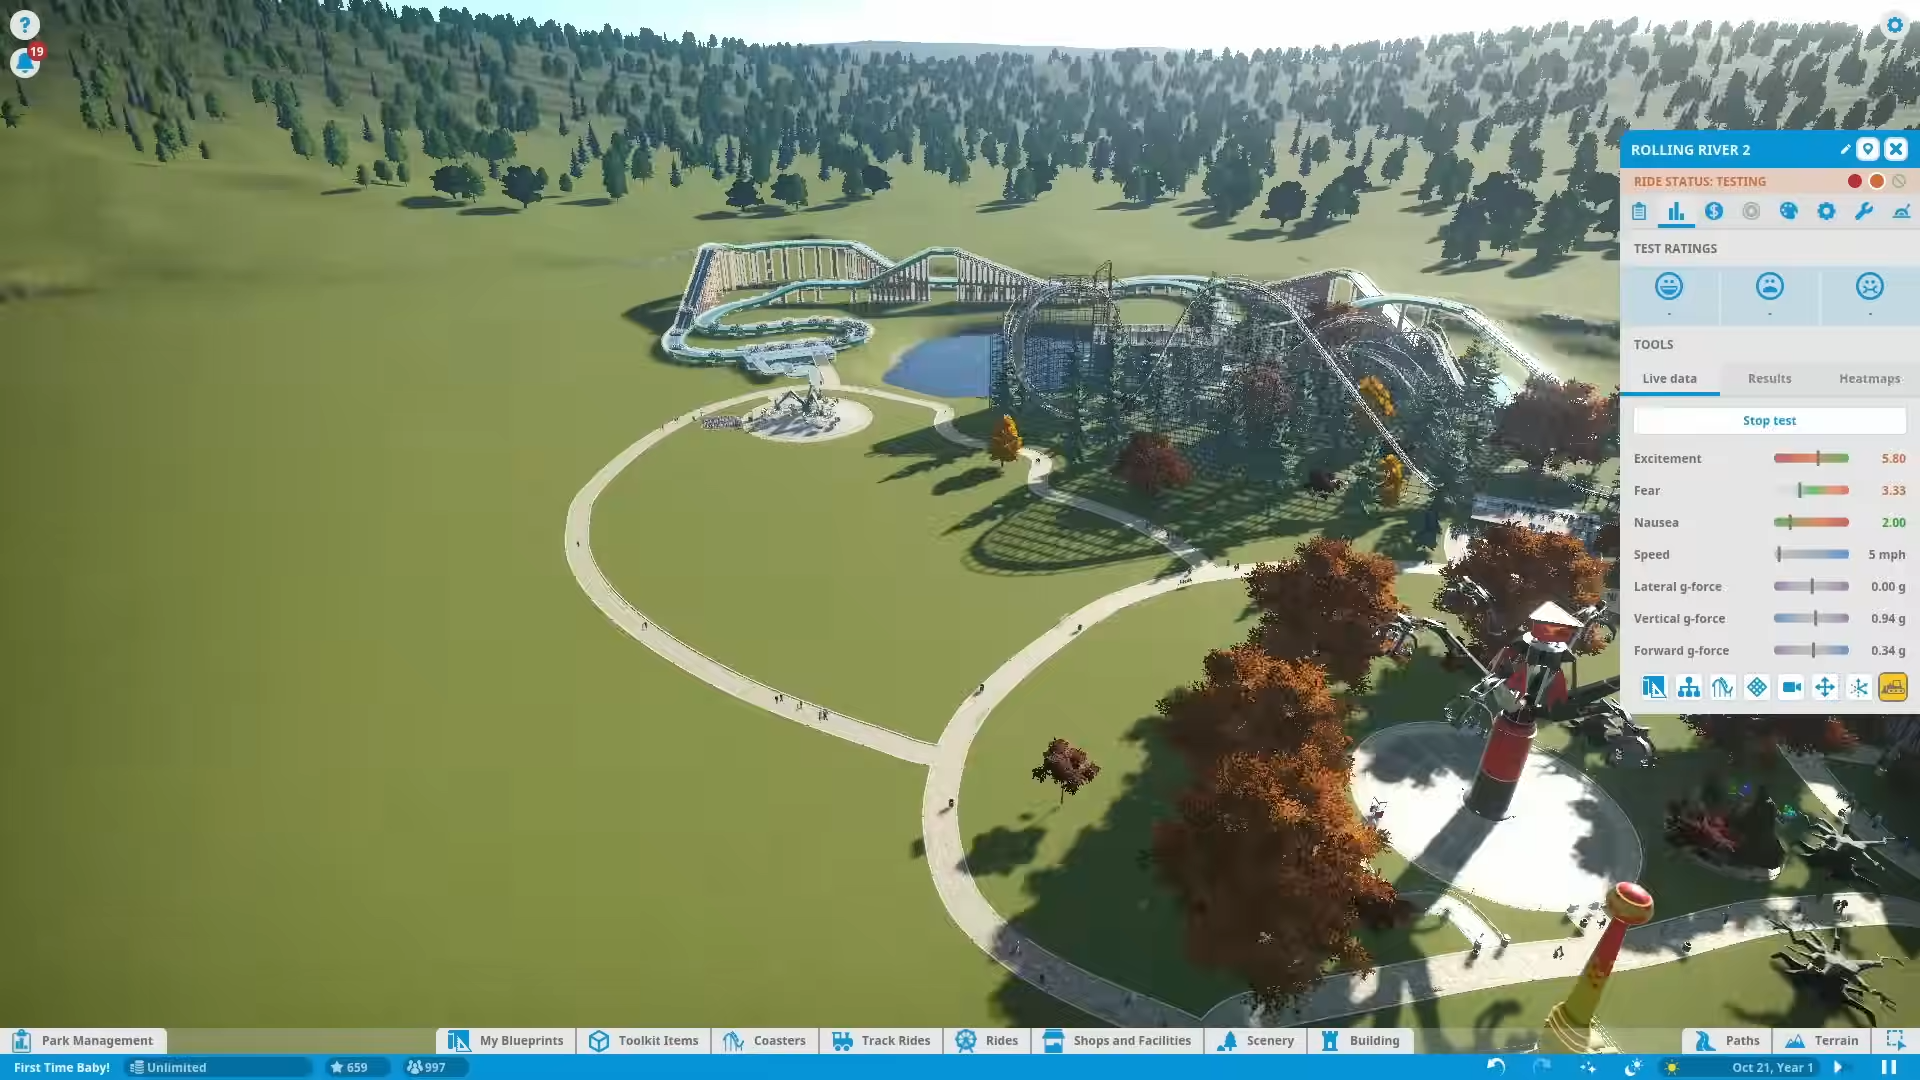 ?
19
ROLLING RIVER 2
RIDE STATUS: TESTING
TEST RATINGS
- - -
TOOLS
Live data Results Heatmaps
Stop test
Excitement 5.80
Fear 3.33
Nausea 2.00
Speed 5 mph
Lateral g-force 0.00 g
Vertical g-force 0.94 g
Forward g-force 0.34 g
Park Management My Blueprints Toolkit Items Coasters Track Rides Rides Shops and Facilities Scenery Building Paths Terrain
First Time Baby! Unlimited 659 997 Oct 21, Year 1